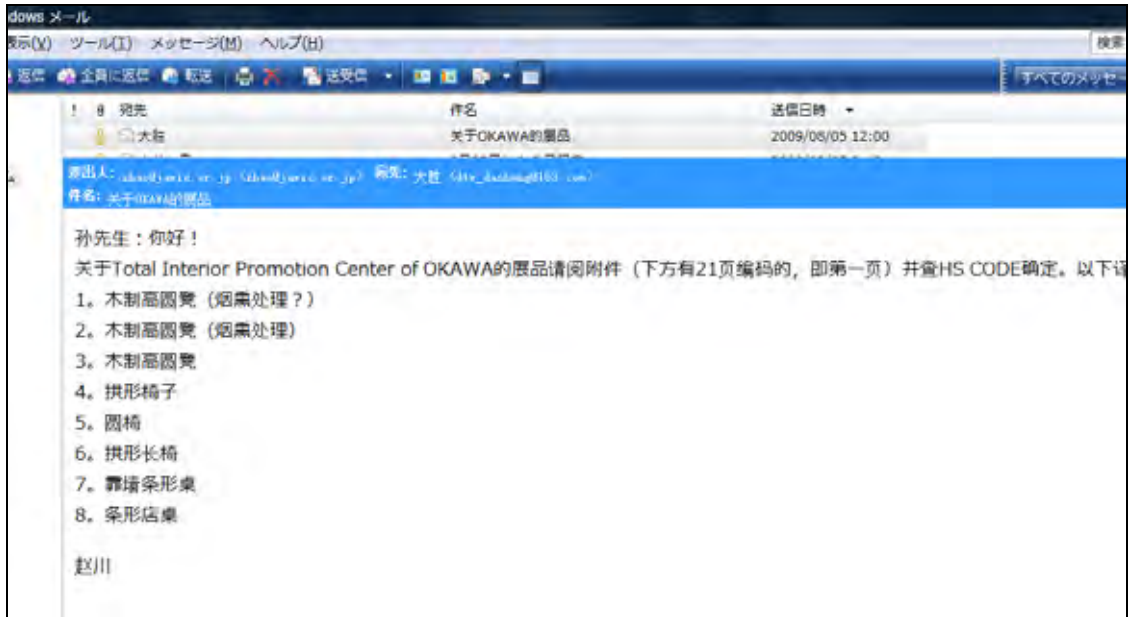 dows メール
表示(V) ツール(T) メッセージ(M) ヘルプ(H) 検索
返信 全員に返信 転送 送受信 すべてのメッセー
! 宛先 件名 送信日時
大胜 关于OKAWA的展品 2009/08/05 12:00
差出人: 宛先: 大胜
件名: 关于OKAWA的展品
孙先生：你好！
关于Total Interior Promotion Center of OKAWA的展品请阅附件（下方有21页编码的，即第一页）并查HS CODE确定。以下译
1。木制高圆凳（烟熏处理？）
2。木制高圆凳（烟熏处理）
3。木制高圆凳
4。拱形椅子
5。圆椅
6。拱形长椅
7。靠墙条形桌
8。条形店桌
赵川